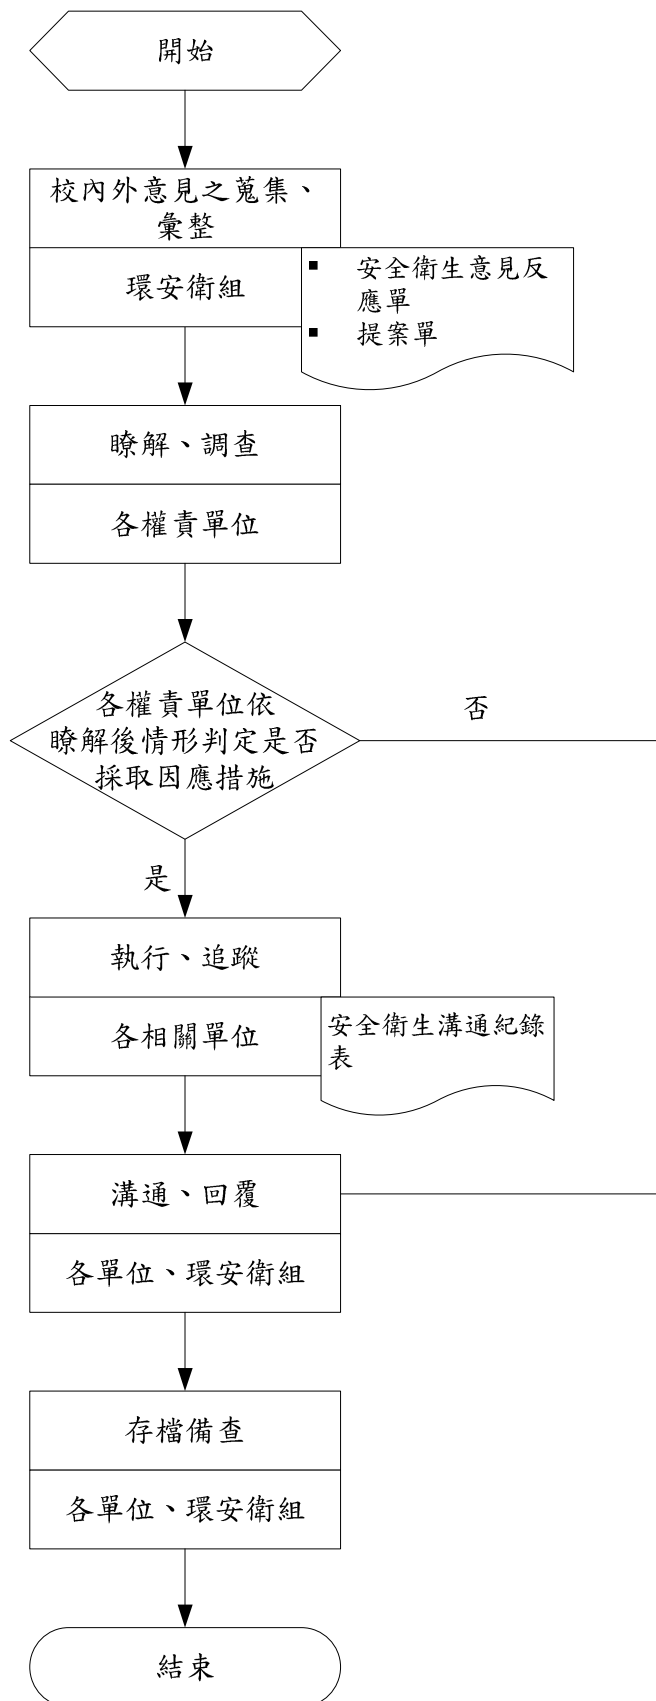 開始
校內外意見之蒐集、
彙整
環安衛組
▪ 安全衛生意見反
應單
▪ 提案單
瞭解、調查
各權責單位
各權責單位依
瞭解後情形判定是否
採取因應措施
否
是
執行、追蹤
各相關單位
安全衛生溝通紀錄
表
溝通、回覆
各單位、環安衛組
存檔備查
各單位、環安衛組
結束